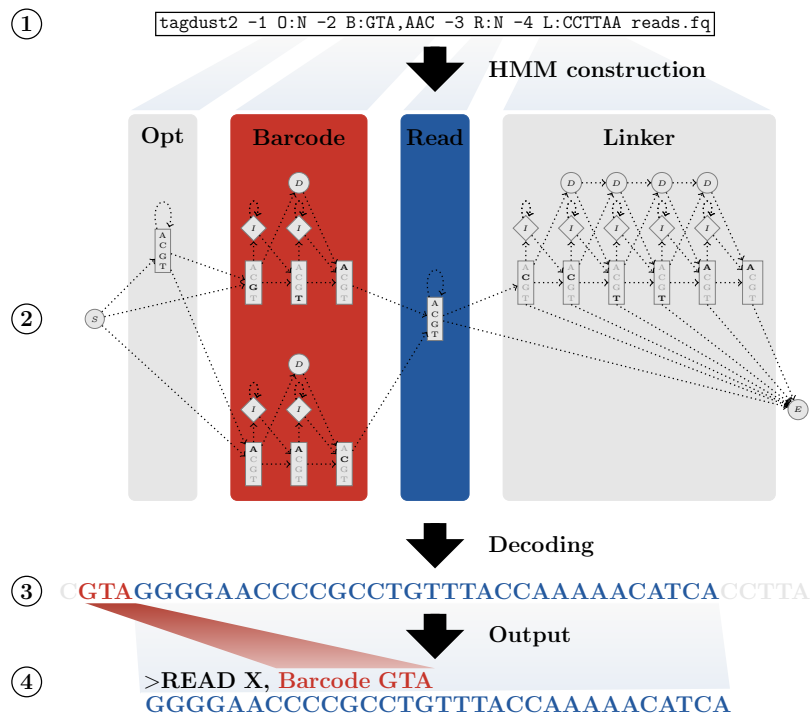 ① tagdust2 -1 O:N -2 B:GTA,AAC -3 R:N -4 L:CCTTAA reads.fq
HMM construction
Opt Barcode Read Linker
D D D D D
I I I I I I I
A
C
G
T
A A A A A A A A A
C C C C C C C C C
G G G G G G G G G
T T T T T T T T T
A
C
G
T
② S
D
I I
E
A A A
C C C
G G G
T T T
Decoding
③ CGTAGGGGAACCCCGCCTGTTTACCAAAAACATCACCTTA
Output
④ >READ X, Barcode GTA
GGGGAACCCCGCCTGTTTACCAAAAACATCA